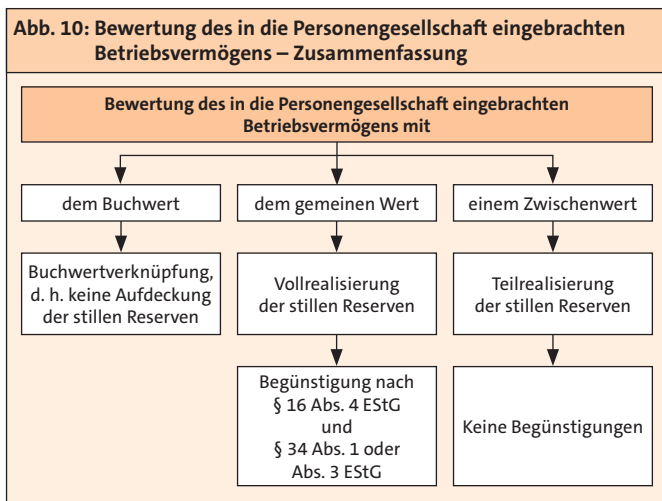 Abb. 10: Bewertung des in die Personengesellschaft eingebrachten
Betriebsvermögens – Zusammenfassung
Bewertung des in die Personengesellschaft eingebrachten
Betriebsvermögens mit
dem Buchwert
dem gemeinen Wert
einem Zwischenwert
Buchwertverknüpfung,
d. h. keine Aufdeckung
der stillen Reserven
Vollrealisierung
der stillen Reserven
Teilrealisierung
der stillen Reserven
Begünstigung nach
§ 16 Abs. 4 EStG
und
§ 34 Abs. 1 oder
Abs. 3 EStG
Keine Begünstigungen